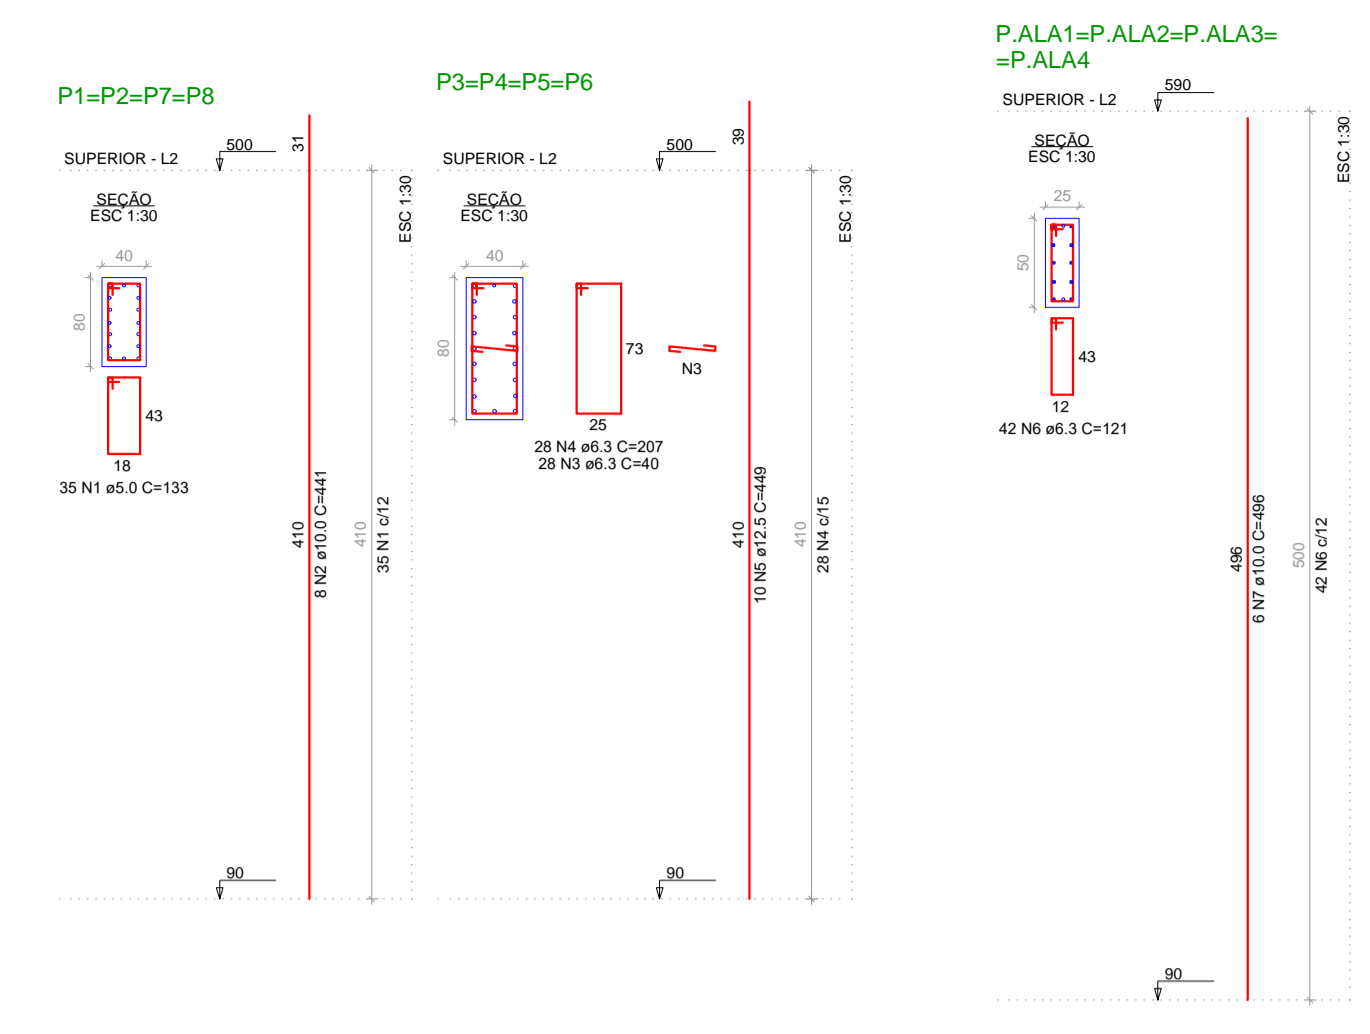 P1=P2=P7=P8
31
SUPERIOR - L2
500
SEÇÃO
ESC 1:30
ESC 1:30
40
80
43
18
35 N1 ø5.0 C=133
410
8 N2 ø10.0 C=441
410
35 N1 c/12
90
P3=P4=P5=P6
39
SUPERIOR - L2
500
SEÇÃO
ESC 1:30
ESC 1:30
40
80
73
N3
25
28 N4 ø6.3 C=207
28 N3 ø6.3 C=40
410
10 N5 ø12.5 C=449
410
28 N4 c/15
90
P.ALA1=P.ALA2=P.ALA3=
=P.ALA4
SUPERIOR - L2
590
SEÇÃO
ESC 1:30
ESC 1:30
25
50
43
12
42 N6 ø6.3 C=121
496
6 N7 ø10.0 C=496
500
42 N6 c/12
90